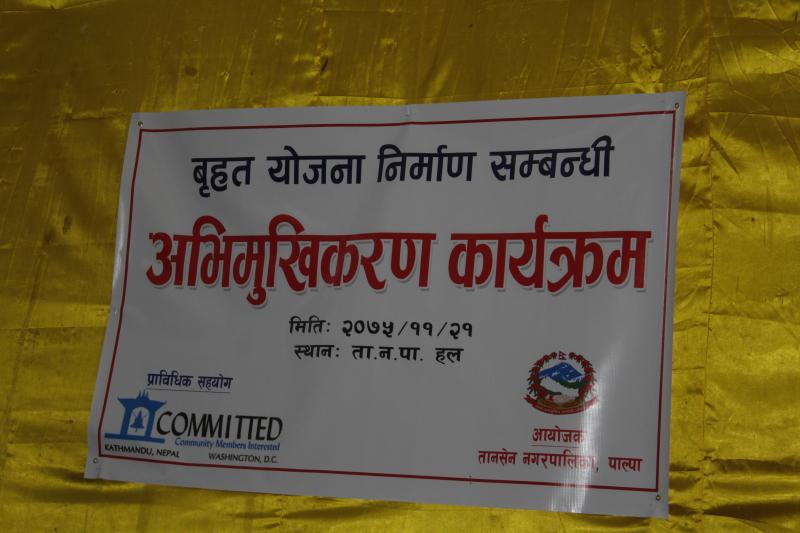 बृहत योजना निर्माण सम्बन्धी
अभिमुखिकरण कार्यक्रम
मिति: २०७५/११/२१
स्थान: ता.न.पा. हल
प्राविधिक सहयोग
COMMITTED
Community Members Interested
KATHMANDU, NEPAL WASHINGTON, D.C.
आयोजक
तानसेन नगरपालिका, पाल्पा